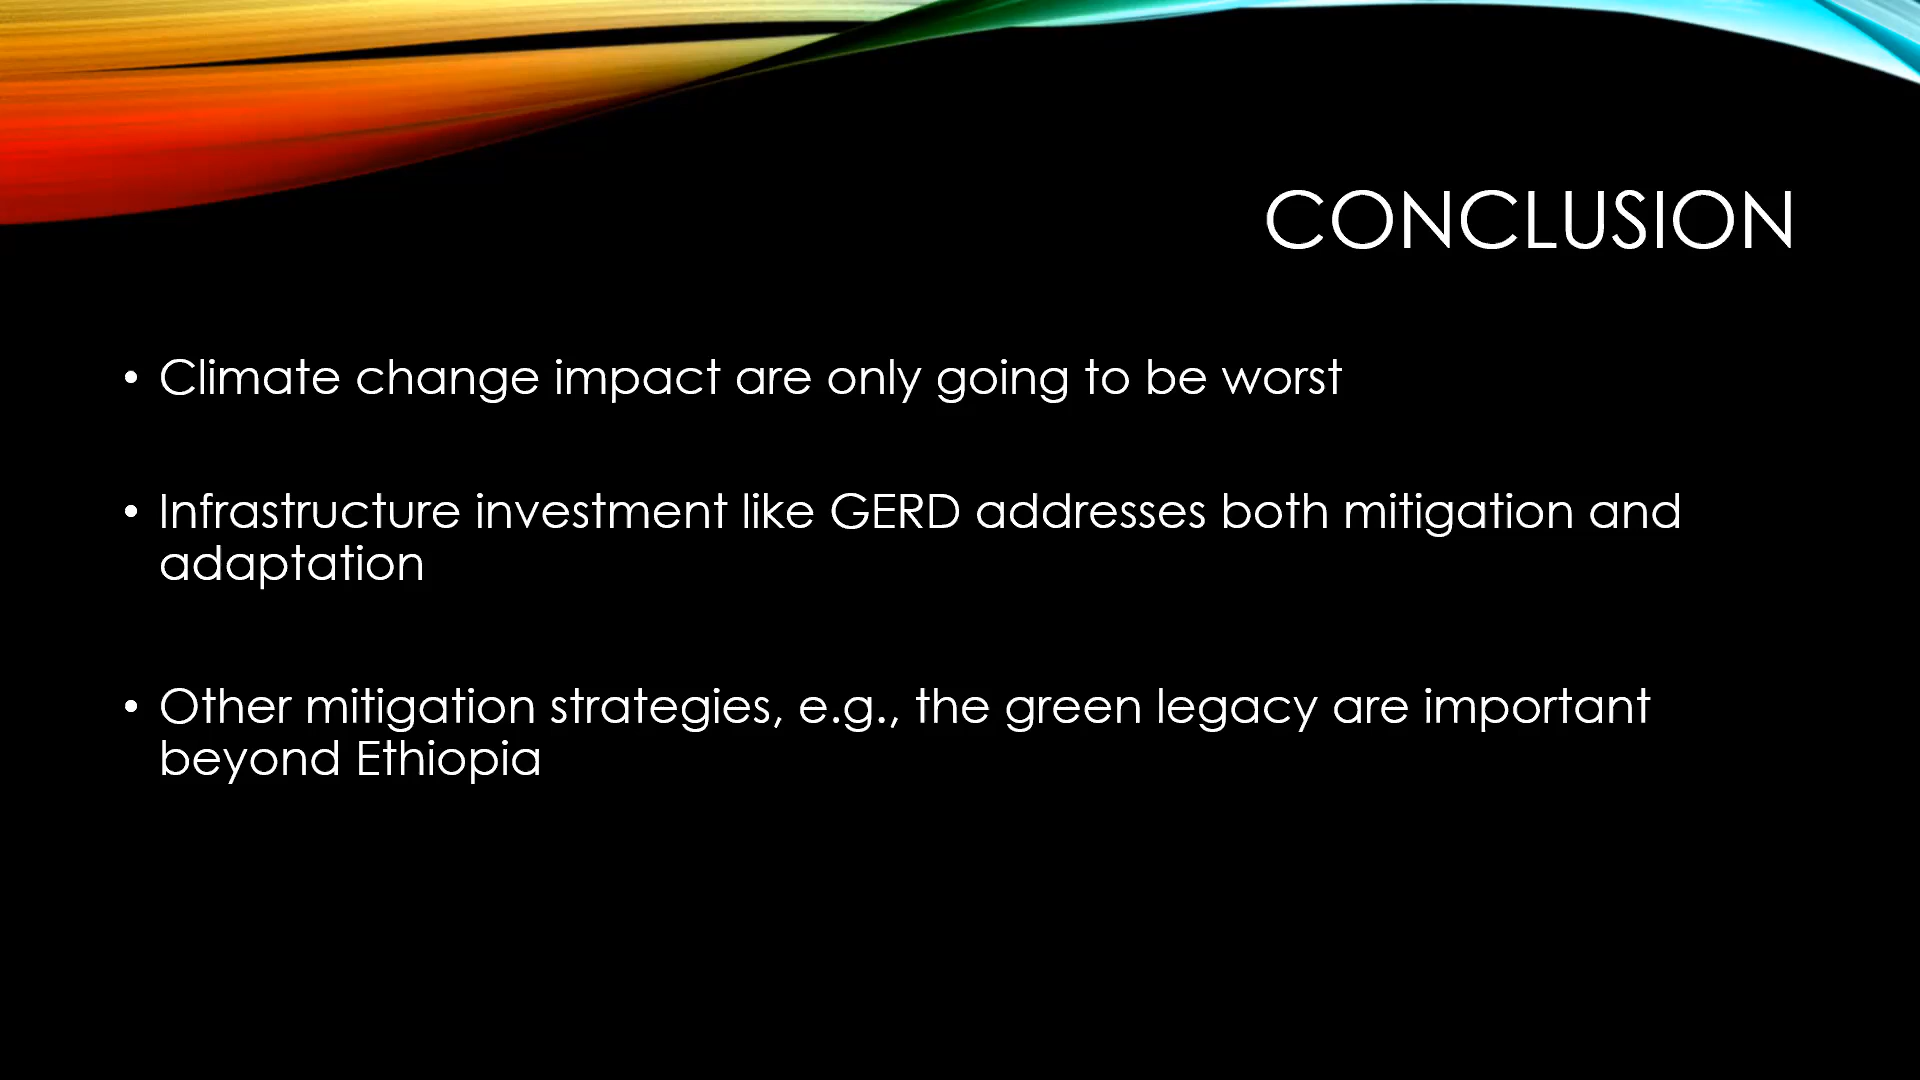 CONCLUSION
• Climate change impact are only going to be worst
• Infrastructure investment like GERD addresses both mitigation and
adaptation
• Other mitigation strategies, e.g., the green legacy are important
beyond Ethiopia